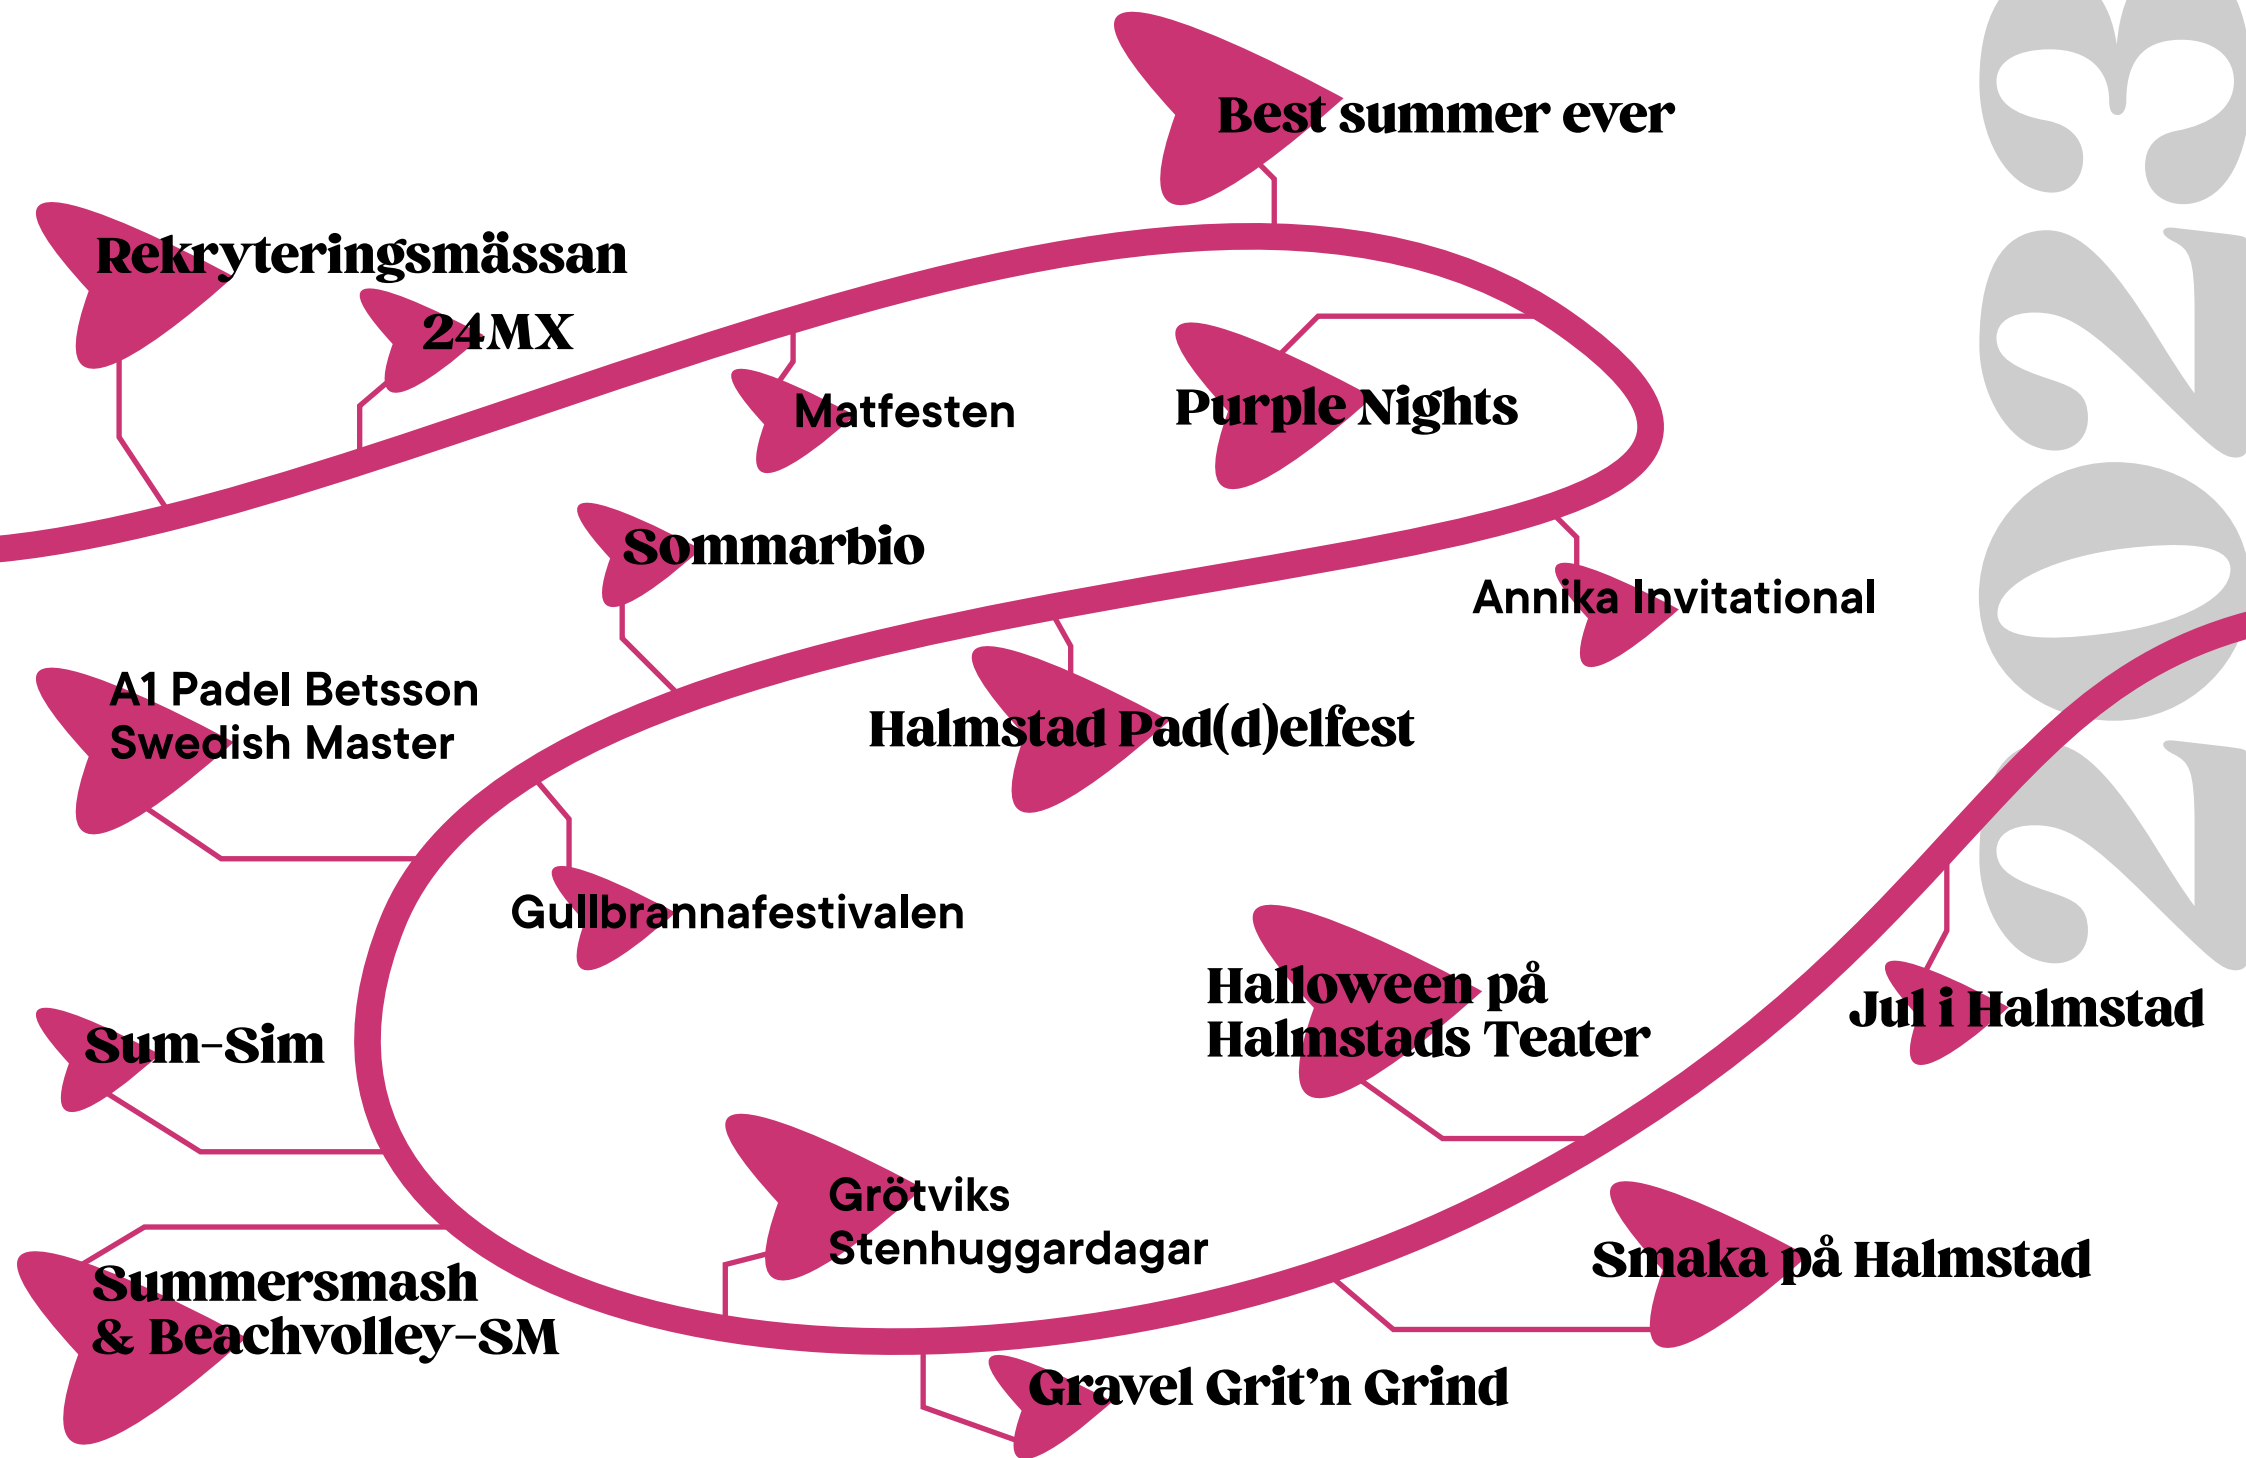 Best summer ever
Rekryteringsmässan
24MX
Matfesten
Purple Nights
Sommarbio
Annika Invitational
A1 Padel Betsson
Swedish Master
Halmstad Pad(d)elfest
Gullbrannafestivalen
Halloween på
Halmstads Teater
Jul i Halmstad
Sum-Sim
Grötviks
Stenhuggardagar
Smaka på Halmstad
Summersmash
& Beachvolley-SM
Gravel Grit’n Grind
2023